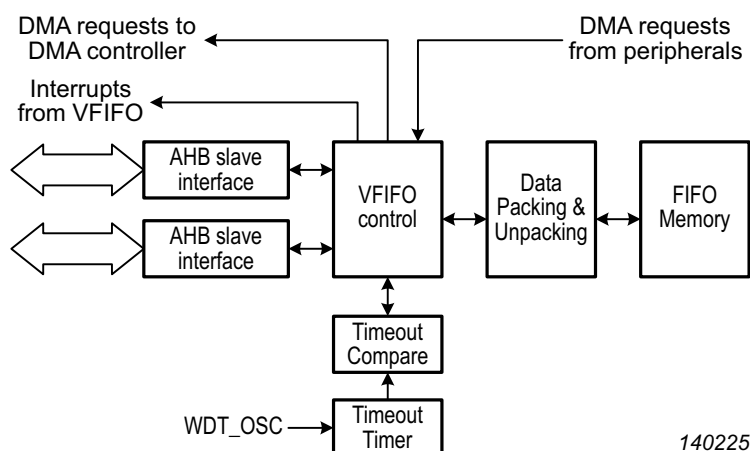 DMA requests to
DMA controller
DMA requests
from peripherals
Interrupts
from VFIFO
AHB slave
interface
VFIFO
control
Data
Packing &
Unpacking
FIFO
Memory
AHB slave
interface
Timeout
Compare
WDT_OSC
Timeout
Timer
140225